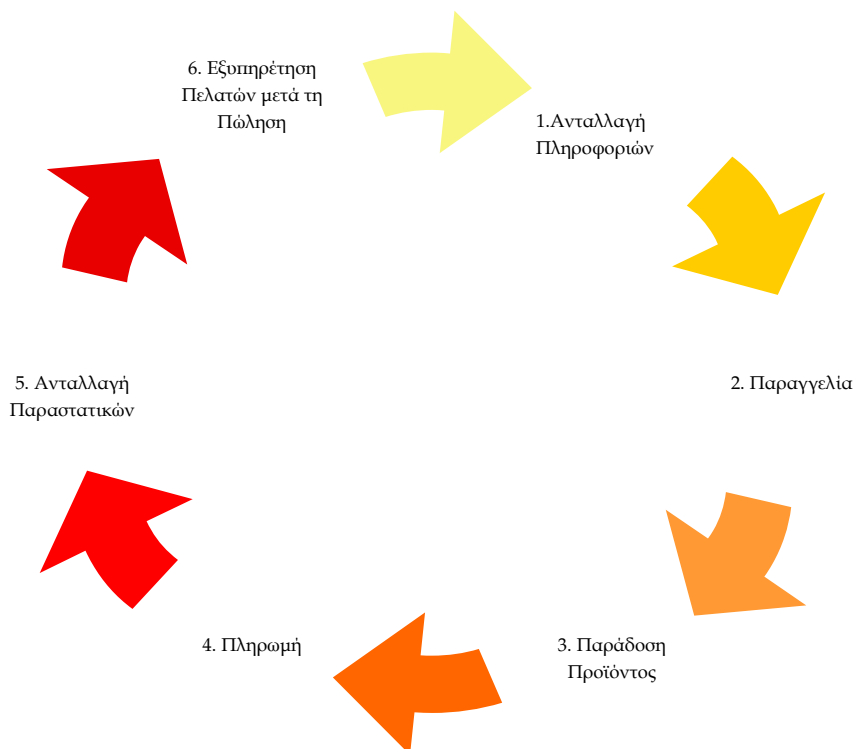 6. Εξυπηρέτηση
Πελατών μετά τη
Πώληση
1.Ανταλλαγή
Πληροφοριών
2. Παραγγελία
3. Παράδοση
Προϊόντος
4. Πληρωμή
5. Ανταλλαγή
Παραστατικών